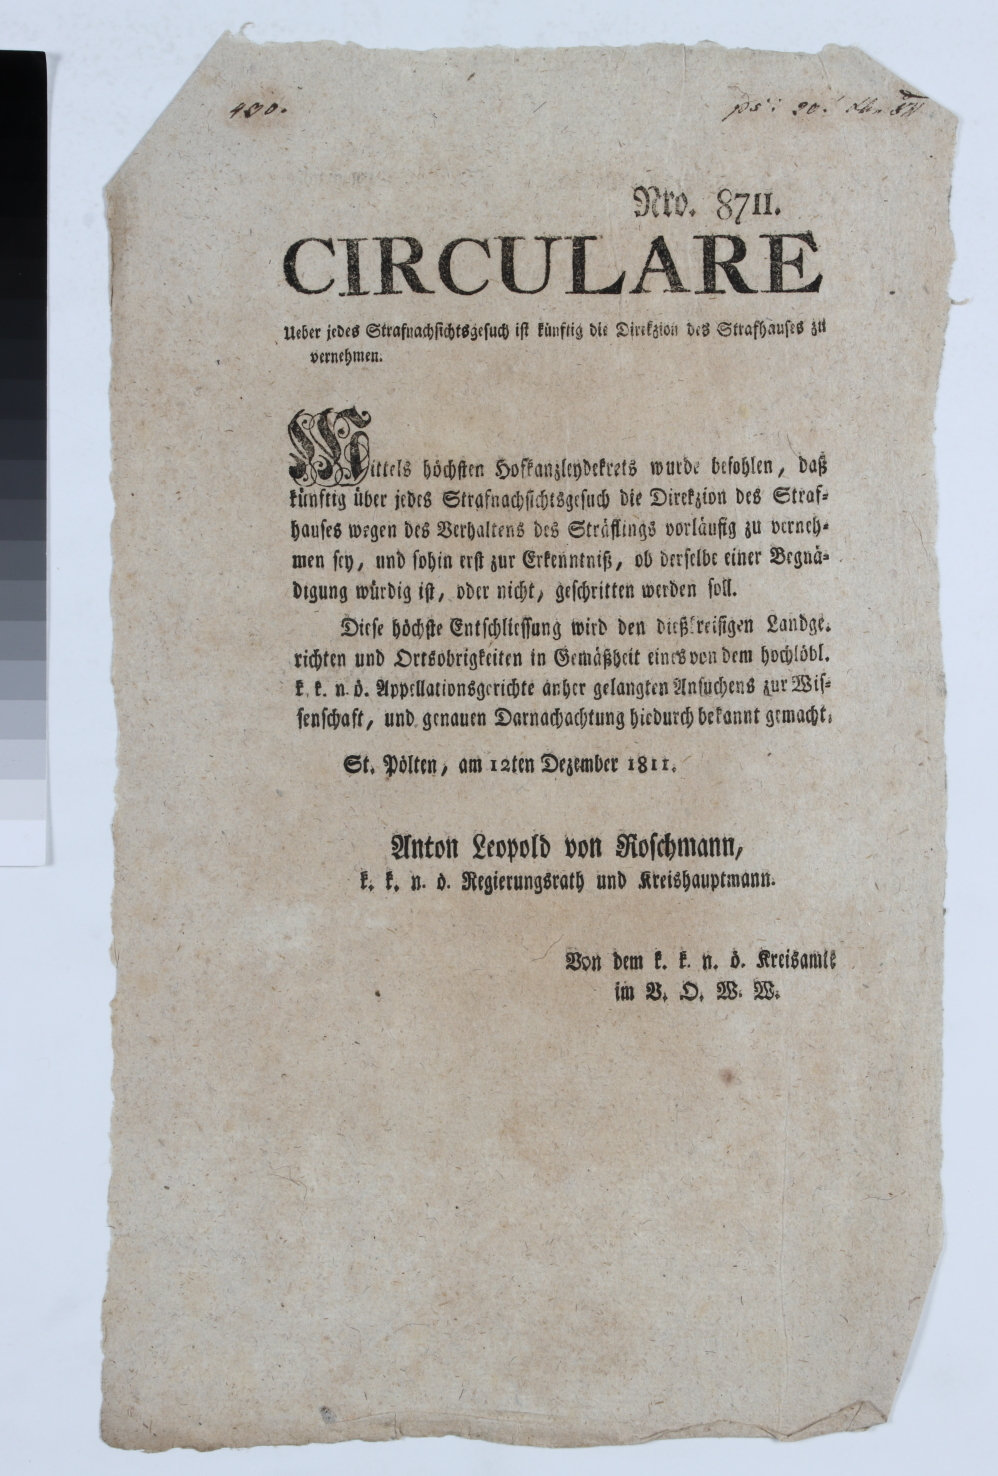 430.
20.
Nro. 8711.
CIRCULARE
Ueber jedes Strafnachsichtsgesuch ist künftig die Direkzion des Strafhauses zu
vernehmen.
Mittels höchsten Hofkanzleydekrets wurde befohlen, daß
künftig über jedes Strafnachsichtsgesuch die Direkzion des Straf=
hauses wegen des Verhaltens des Sträflings vorläufig zu verneh=
men sey, und sohin erst zur Erkenntniß, ob derselbe einer Begnä=
digung würdig ist, oder nicht, geschritten werden soll.
Diese höchste Entschliessung wird den dießkreisigen Landge=
richten und Ortsobrigkeiten in Gemäßheit eines von dem hochlöbl.
k. k. n. ö. Appellationsgerichte anher gelangten Ansuchens zur Wis=
senschaft, und genauen Darnachachtung hiedurch bekannt gemacht.
St. Pölten, am 12ten Dezember 1811.
Anton Leopold von Roschmann,
k. k. n. ö. Regierungsrath und Kreishauptmann.
Von dem k. k. n. ö. Kreisamte
im V. O. W. W.